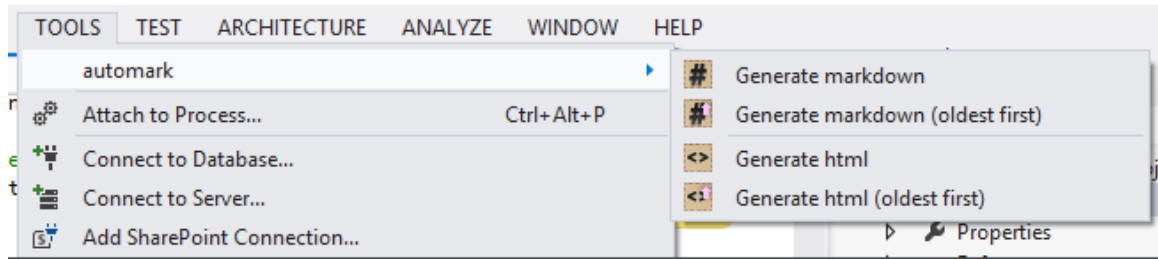 TOOLS TEST ARCHITECTURE ANALYZE WINDOW HELP
automark
Attach to Process... Ctrl+Alt+P
Connect to Database...
Connect to Server...
Add SharePoint Connection...
# Generate markdown
# Generate markdown (oldest first)
<> Generate html
Generate html (oldest first)
Properties